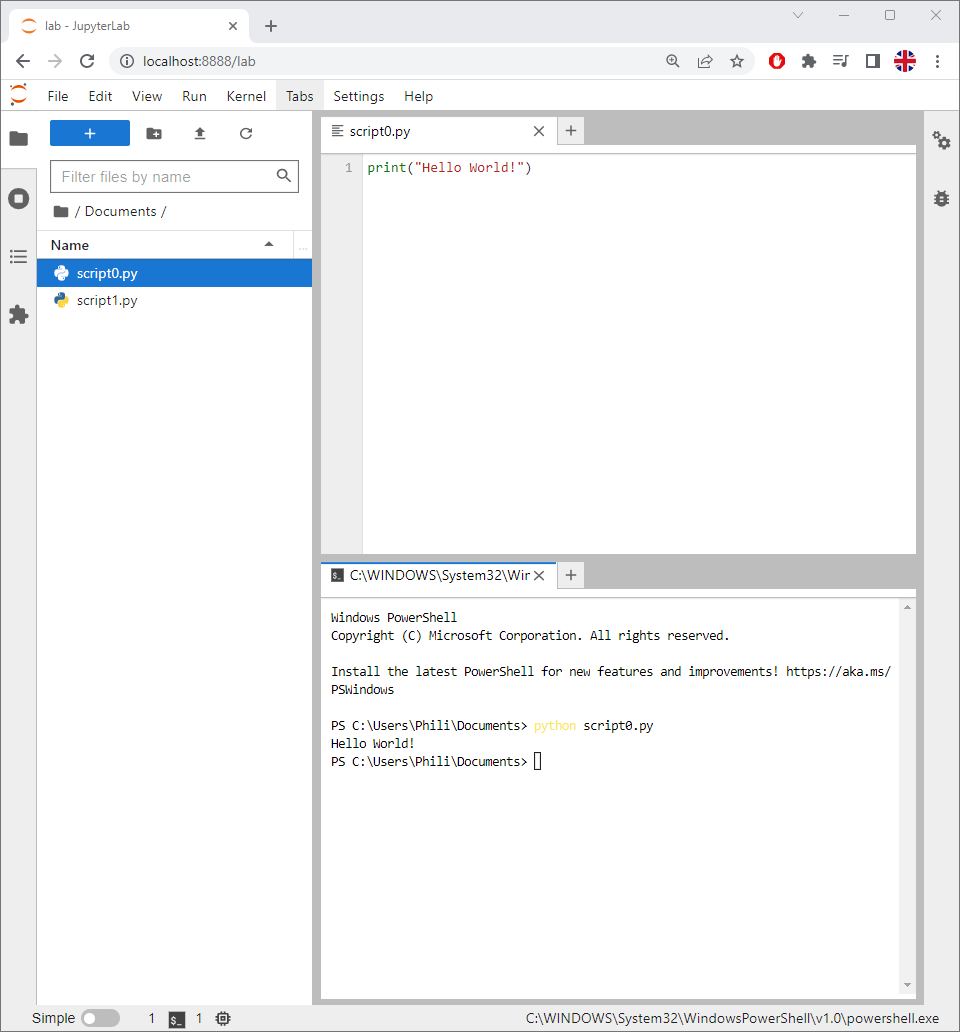 lab - JupyterLab
localhost:8888/lab
File Edit View Run Kernel Tabs Settings Help
Filter files by name
/ Documents /
Name
...
script0.py
script1.py
script0.py
1 print("Hello World!")
C:\WINDOWS\System32\Wir
Windows PowerShell
Copyright (C) Microsoft Corporation. All rights reserved.
Install the latest PowerShell for new features and improvements! https://aka.ms/
PSWindows
PS C:\Users\Phili\Documents> python script0.py
Hello World!
PS C:\Users\Phili\Documents>
Simple 1 $_ 1 C:\WINDOWS\System32\WindowsPowerShell\v1.0\powershell.exe